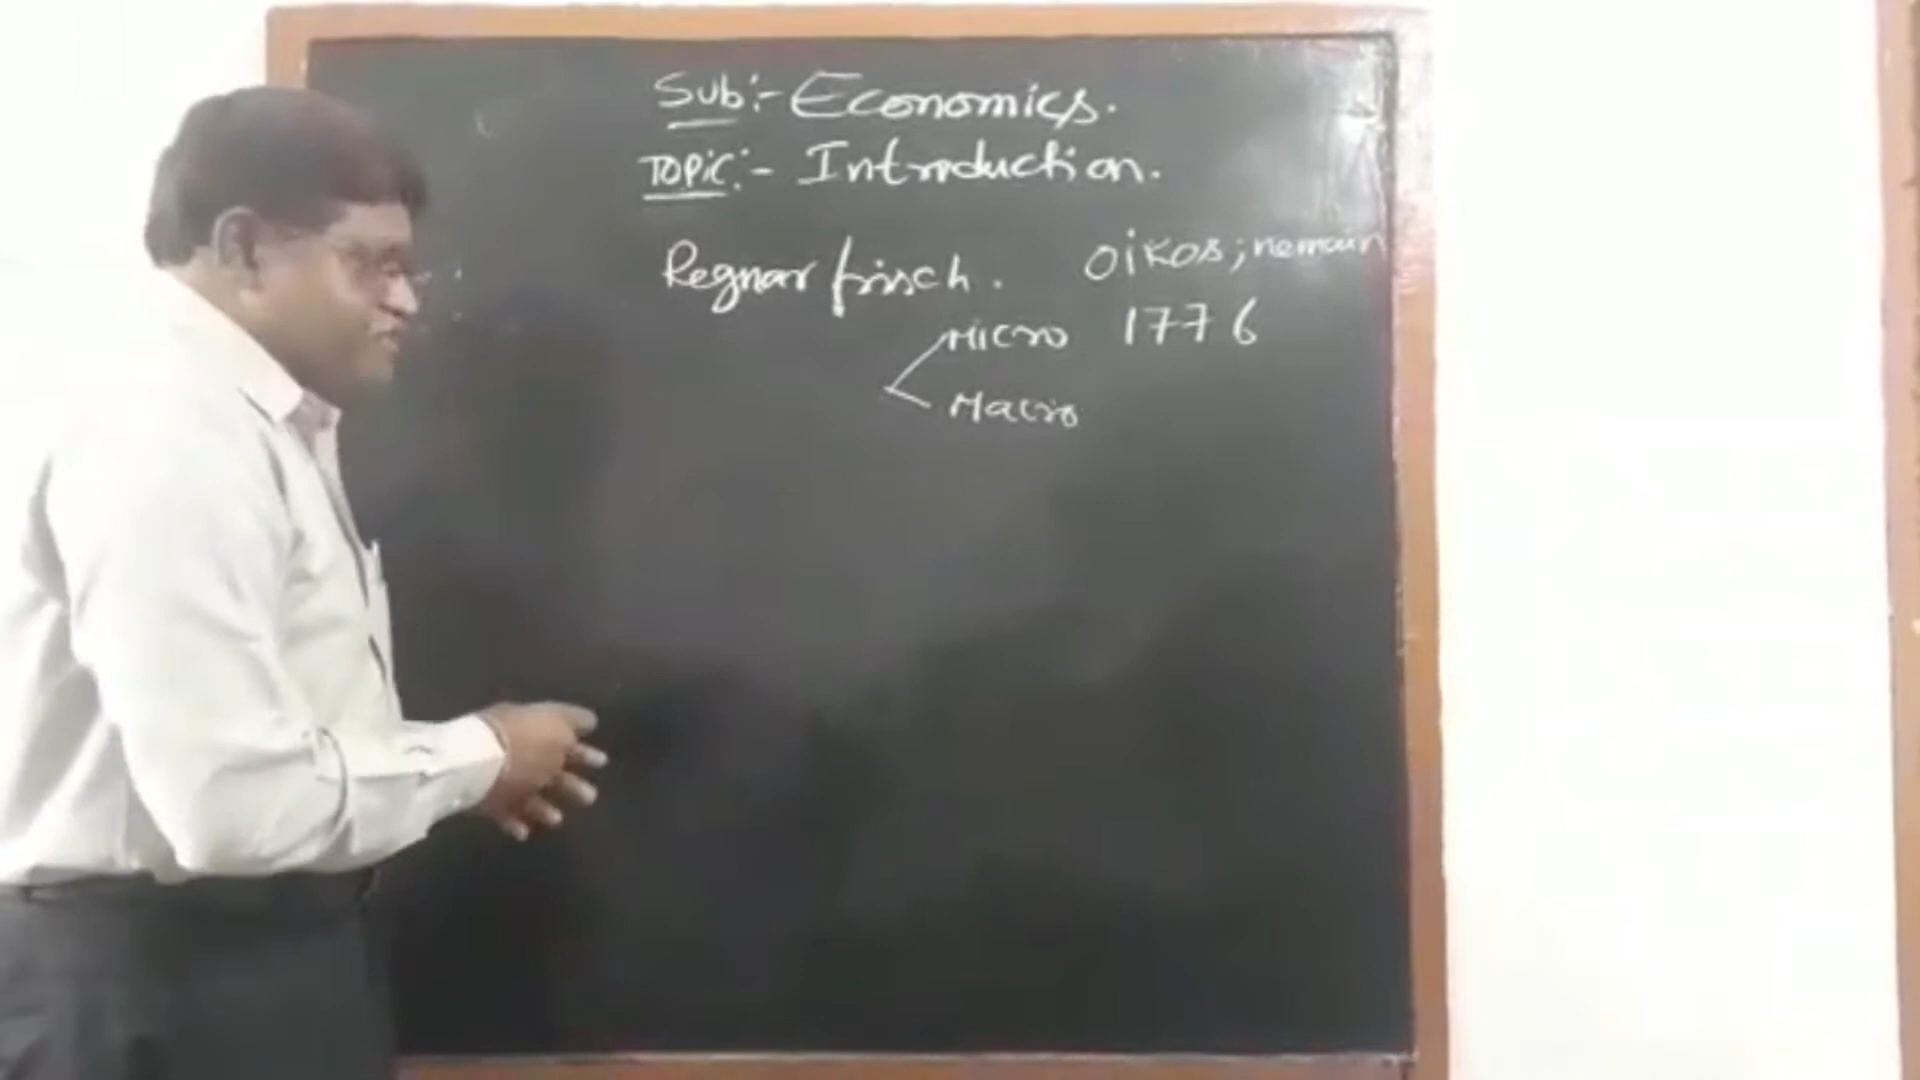 Sub:- Economics.
Topic:- Introduction.
Regnar frisch. Oikos; nemain
Micro 1776
Macro